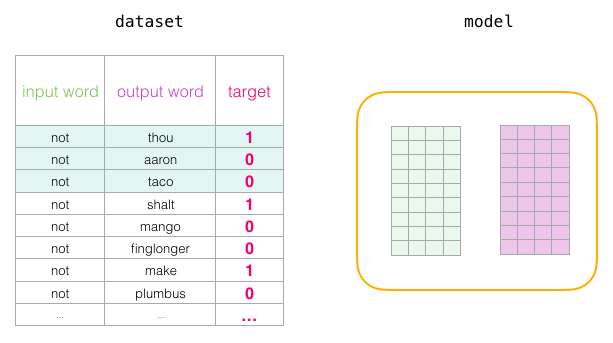 dataset model
input word output word target
not thou 1
not aaron 0
not taco 0
not shalt 1
not mango 0
not finglonger 0
not make 1
not plumbus 0
... ... ...